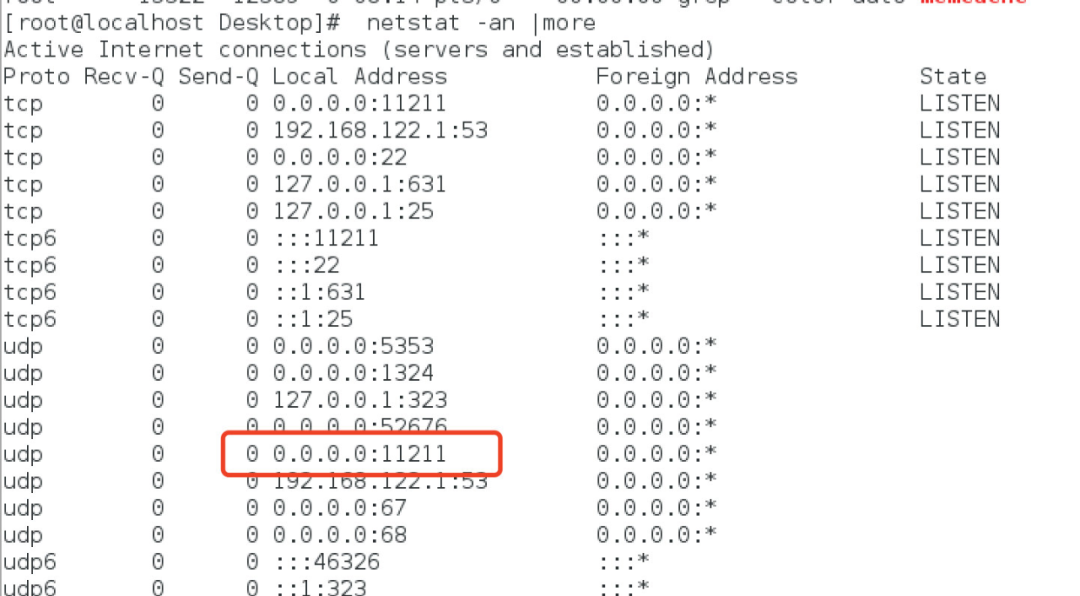 [root@localhost Desktop]#  netstat -an |more
Active Internet connections (servers and established)
Proto Recv-Q Send-Q Local Address           Foreign Address         State
tcp        0      0 0.0.0.0:11211           0.0.0.0:*               LISTEN
tcp        0      0 192.168.122.1:53        0.0.0.0:*               LISTEN
tcp        0      0 0.0.0.0:22              0.0.0.0:*               LISTEN
tcp        0      0 127.0.0.1:631           0.0.0.0:*               LISTEN
tcp        0      0 127.0.0.1:25            0.0.0.0:*               LISTEN
tcp6       0      0 :::11211                :::*                    LISTEN
tcp6       0      0 :::22                   :::*                    LISTEN
tcp6       0      0 ::1:631                 :::*                    LISTEN
tcp6       0      0 ::1:25                  :::*                    LISTEN
udp        0      0 0.0.0.0:5353            0.0.0.0:*
udp        0      0 0.0.0.0:1324            0.0.0.0:*
udp        0      0 127.0.0.1:323           0.0.0.0:*
udp        0      0 0.0.0.0:52676           0.0.0.0:*
udp        0      0 0.0.0.0:11211           0.0.0.0:*
udp        0      0 192.168.122.1:53        0.0.0.0:*
udp        0      0 0.0.0.0:67              0.0.0.0:*
udp        0      0 0.0.0.0:68              0.0.0.0:*
udp6       0      0 :::46326                :::*
udp6       0      0 ::1:323                 :::*